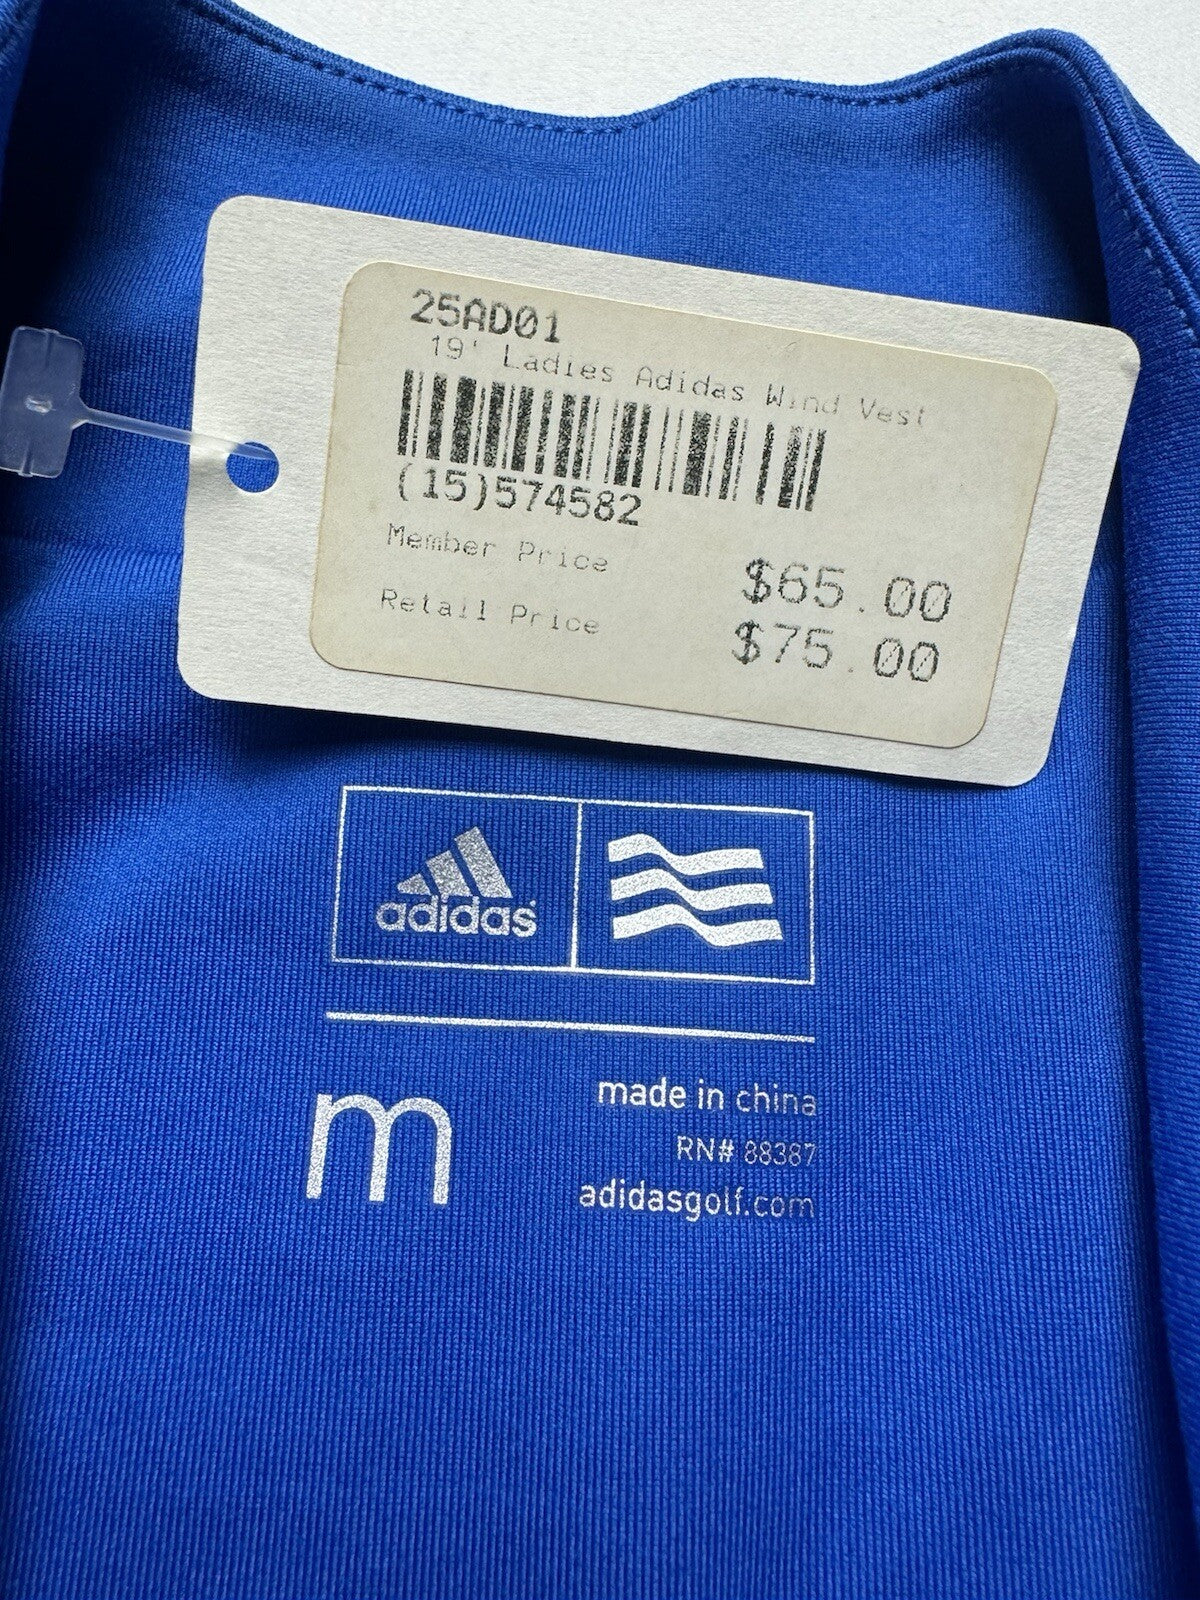 25AD01
19' Ladies Adidas Wind Vest
(15)574582
Member Price $65.00
Retail Price $75.00
adidas
m
made in china
RN# 88387
adidasgolf.com